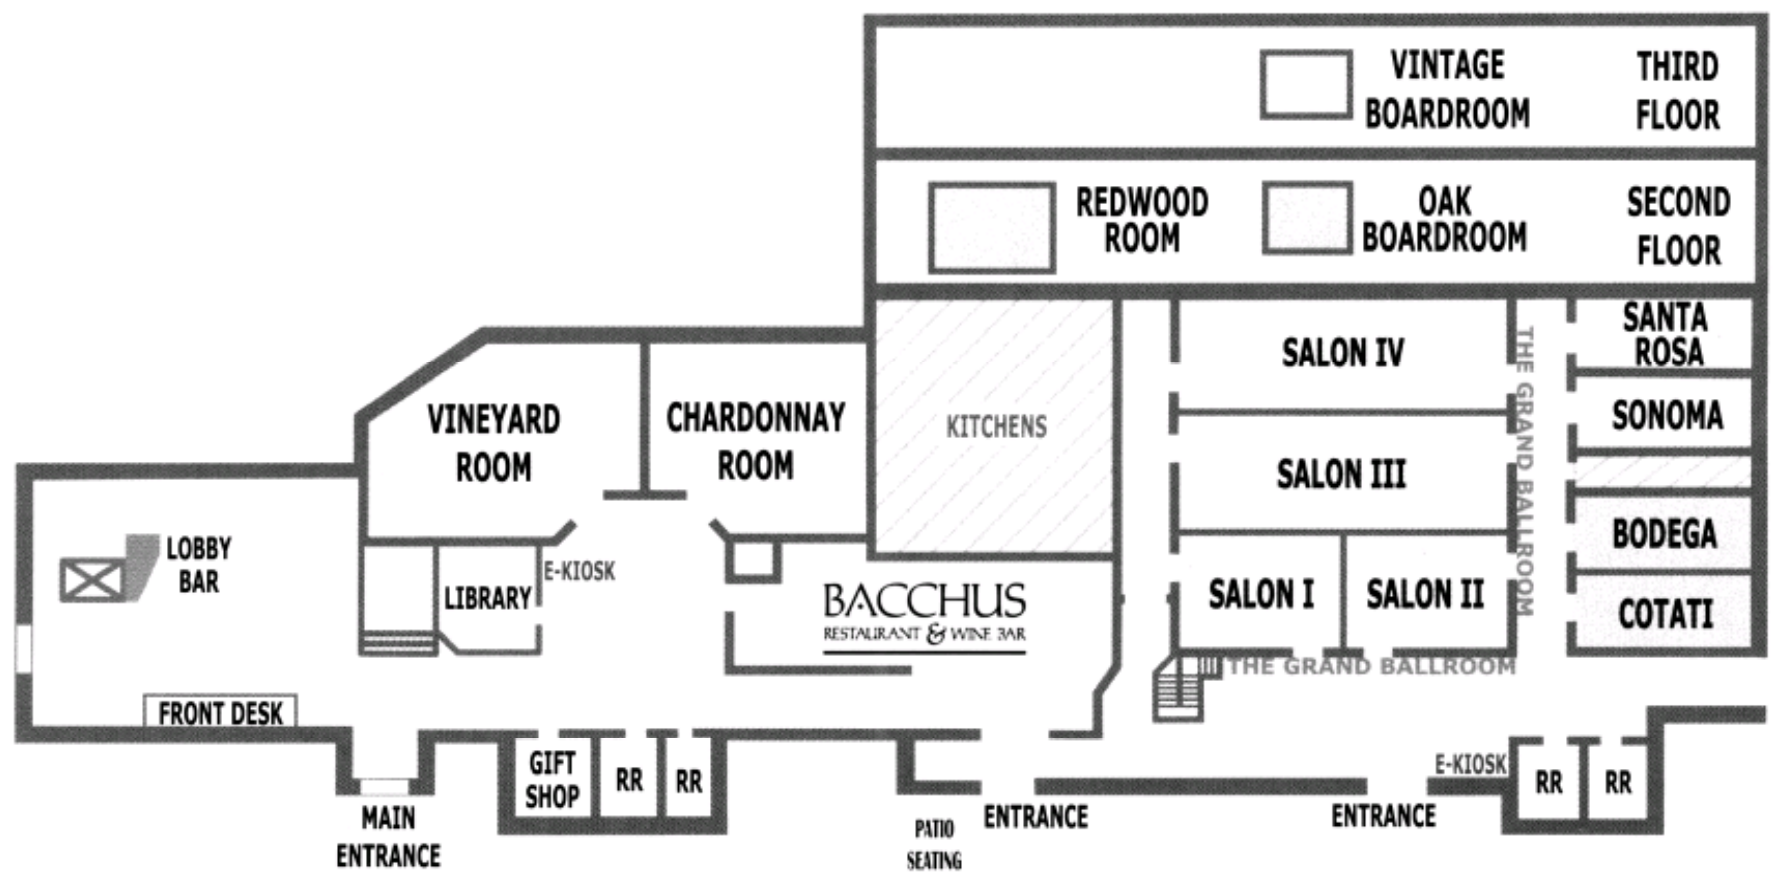 VINTAGE
BOARDROOM
THIRD
FLOOR
REDWOOD
ROOM
OAK
BOARDROOM
SECOND
FLOOR
VINEYARD
ROOM
CHARDONNAY
ROOM
KITCHENS
SALON IV
SALON III
SALON I
SALON II
THE GRAND BALLROOM
THE GRAND BALLROOM
SANTA
ROSA
SONOMA
BODEGA
COTATI
LOBBY
BAR
LIBRARY
E-KIOSK
BACCHUS
RESTAURANT & WINE BAR
FRONT DESK
GIFT
SHOP
RR
RR
E-KIOSK
RR
RR
MAIN
ENTRANCE
PATIO
SEATING
ENTRANCE
ENTRANCE